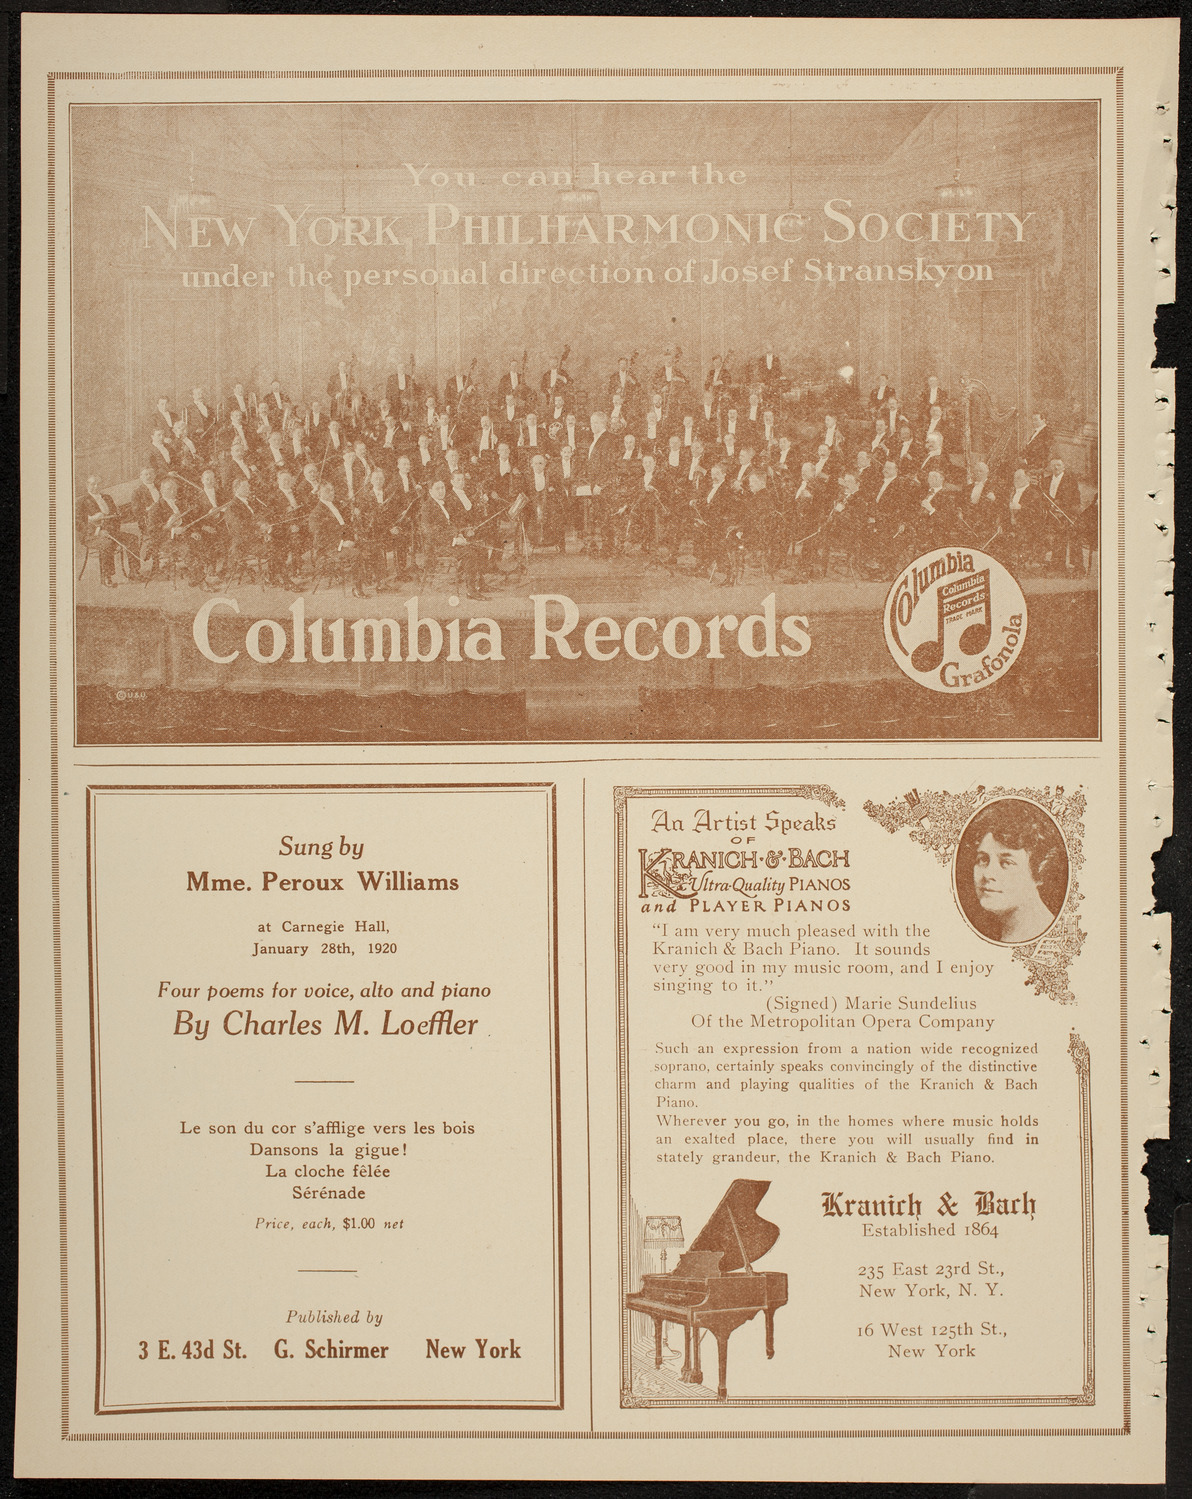 You can hear the
New York Philharmonic Society
under the personal direction of Josef Stransky on
Columbia Records
Columbia
Columbia
Records
TRADE MARK
Grafonola
© U & U
Sung by
Mme. Peroux Williams
at Carnegie Hall,
January 28th, 1920
Four poems for voice, alto and piano
By Charles M. Loeffler
Le son du cor s'afflige vers les bois
Dansons la gigue!
La cloche fêlée
Sérénade
Price, each, $1.00 net
Published by
3 E. 43d St. G. Schirmer New York
An Artist Speaks
OF
KRANICH·&·BACH
Ultra-Quality PIANOS
and PLAYER PIANOS
"I am very much pleased with the
Kranich & Bach Piano. It sounds
very good in my music room, and I enjoy
singing to it."
(Signed) Marie Sundelius
Of the Metropolitan Opera Company
Such an expression from a nation wide recognized
soprano, certainly speaks convincingly of the distinctive
charm and playing qualities of the Kranich & Bach
Piano.
Wherever you go, in the homes where music holds
an exalted place, there you will usually find in
stately grandeur, the Kranich & Bach Piano.
Kranich & Bach
Established 1864
235 East 23rd St.,
New York, N. Y.
16 West 125th St.,
New York